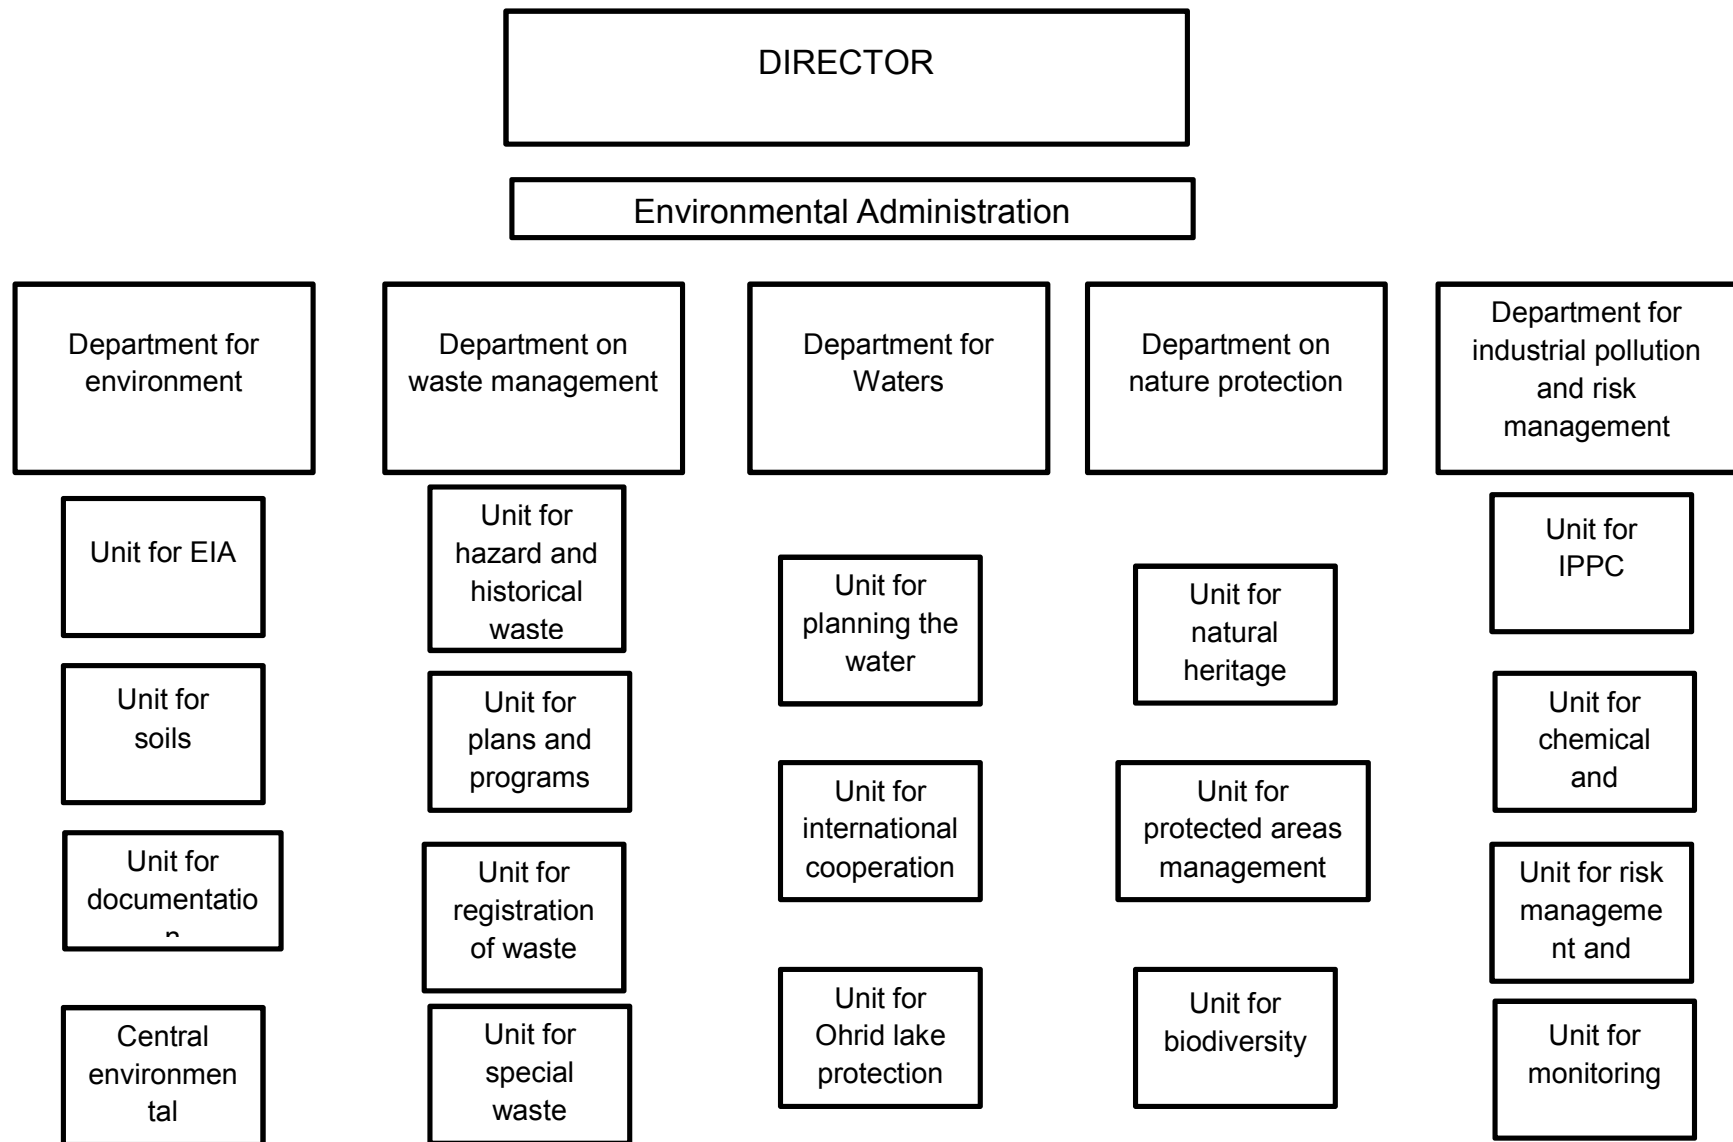 DIRECTOR
Environmental Administration
Department for
environment
Department on
waste management
Department for
Waters
Department on
nature protection
Department for
industrial pollution
and risk
management
Unit for EIA
Unit for
soils
Unit for
documentatio
n
Central
environmen
tal
Unit for
hazard and
historical
waste
Unit for
plans and
programs
Unit for
registration
of waste
Unit for
special
waste
Unit for
planning the
water
Unit for
international
cooperation
Unit for
Ohrid lake
protection
Unit for
natural
heritage
Unit for
protected areas
management
Unit for
biodiversity
Unit for
IPPC
Unit for
chemical
and
Unit for risk
manageme
nt and
Unit for
monitoring